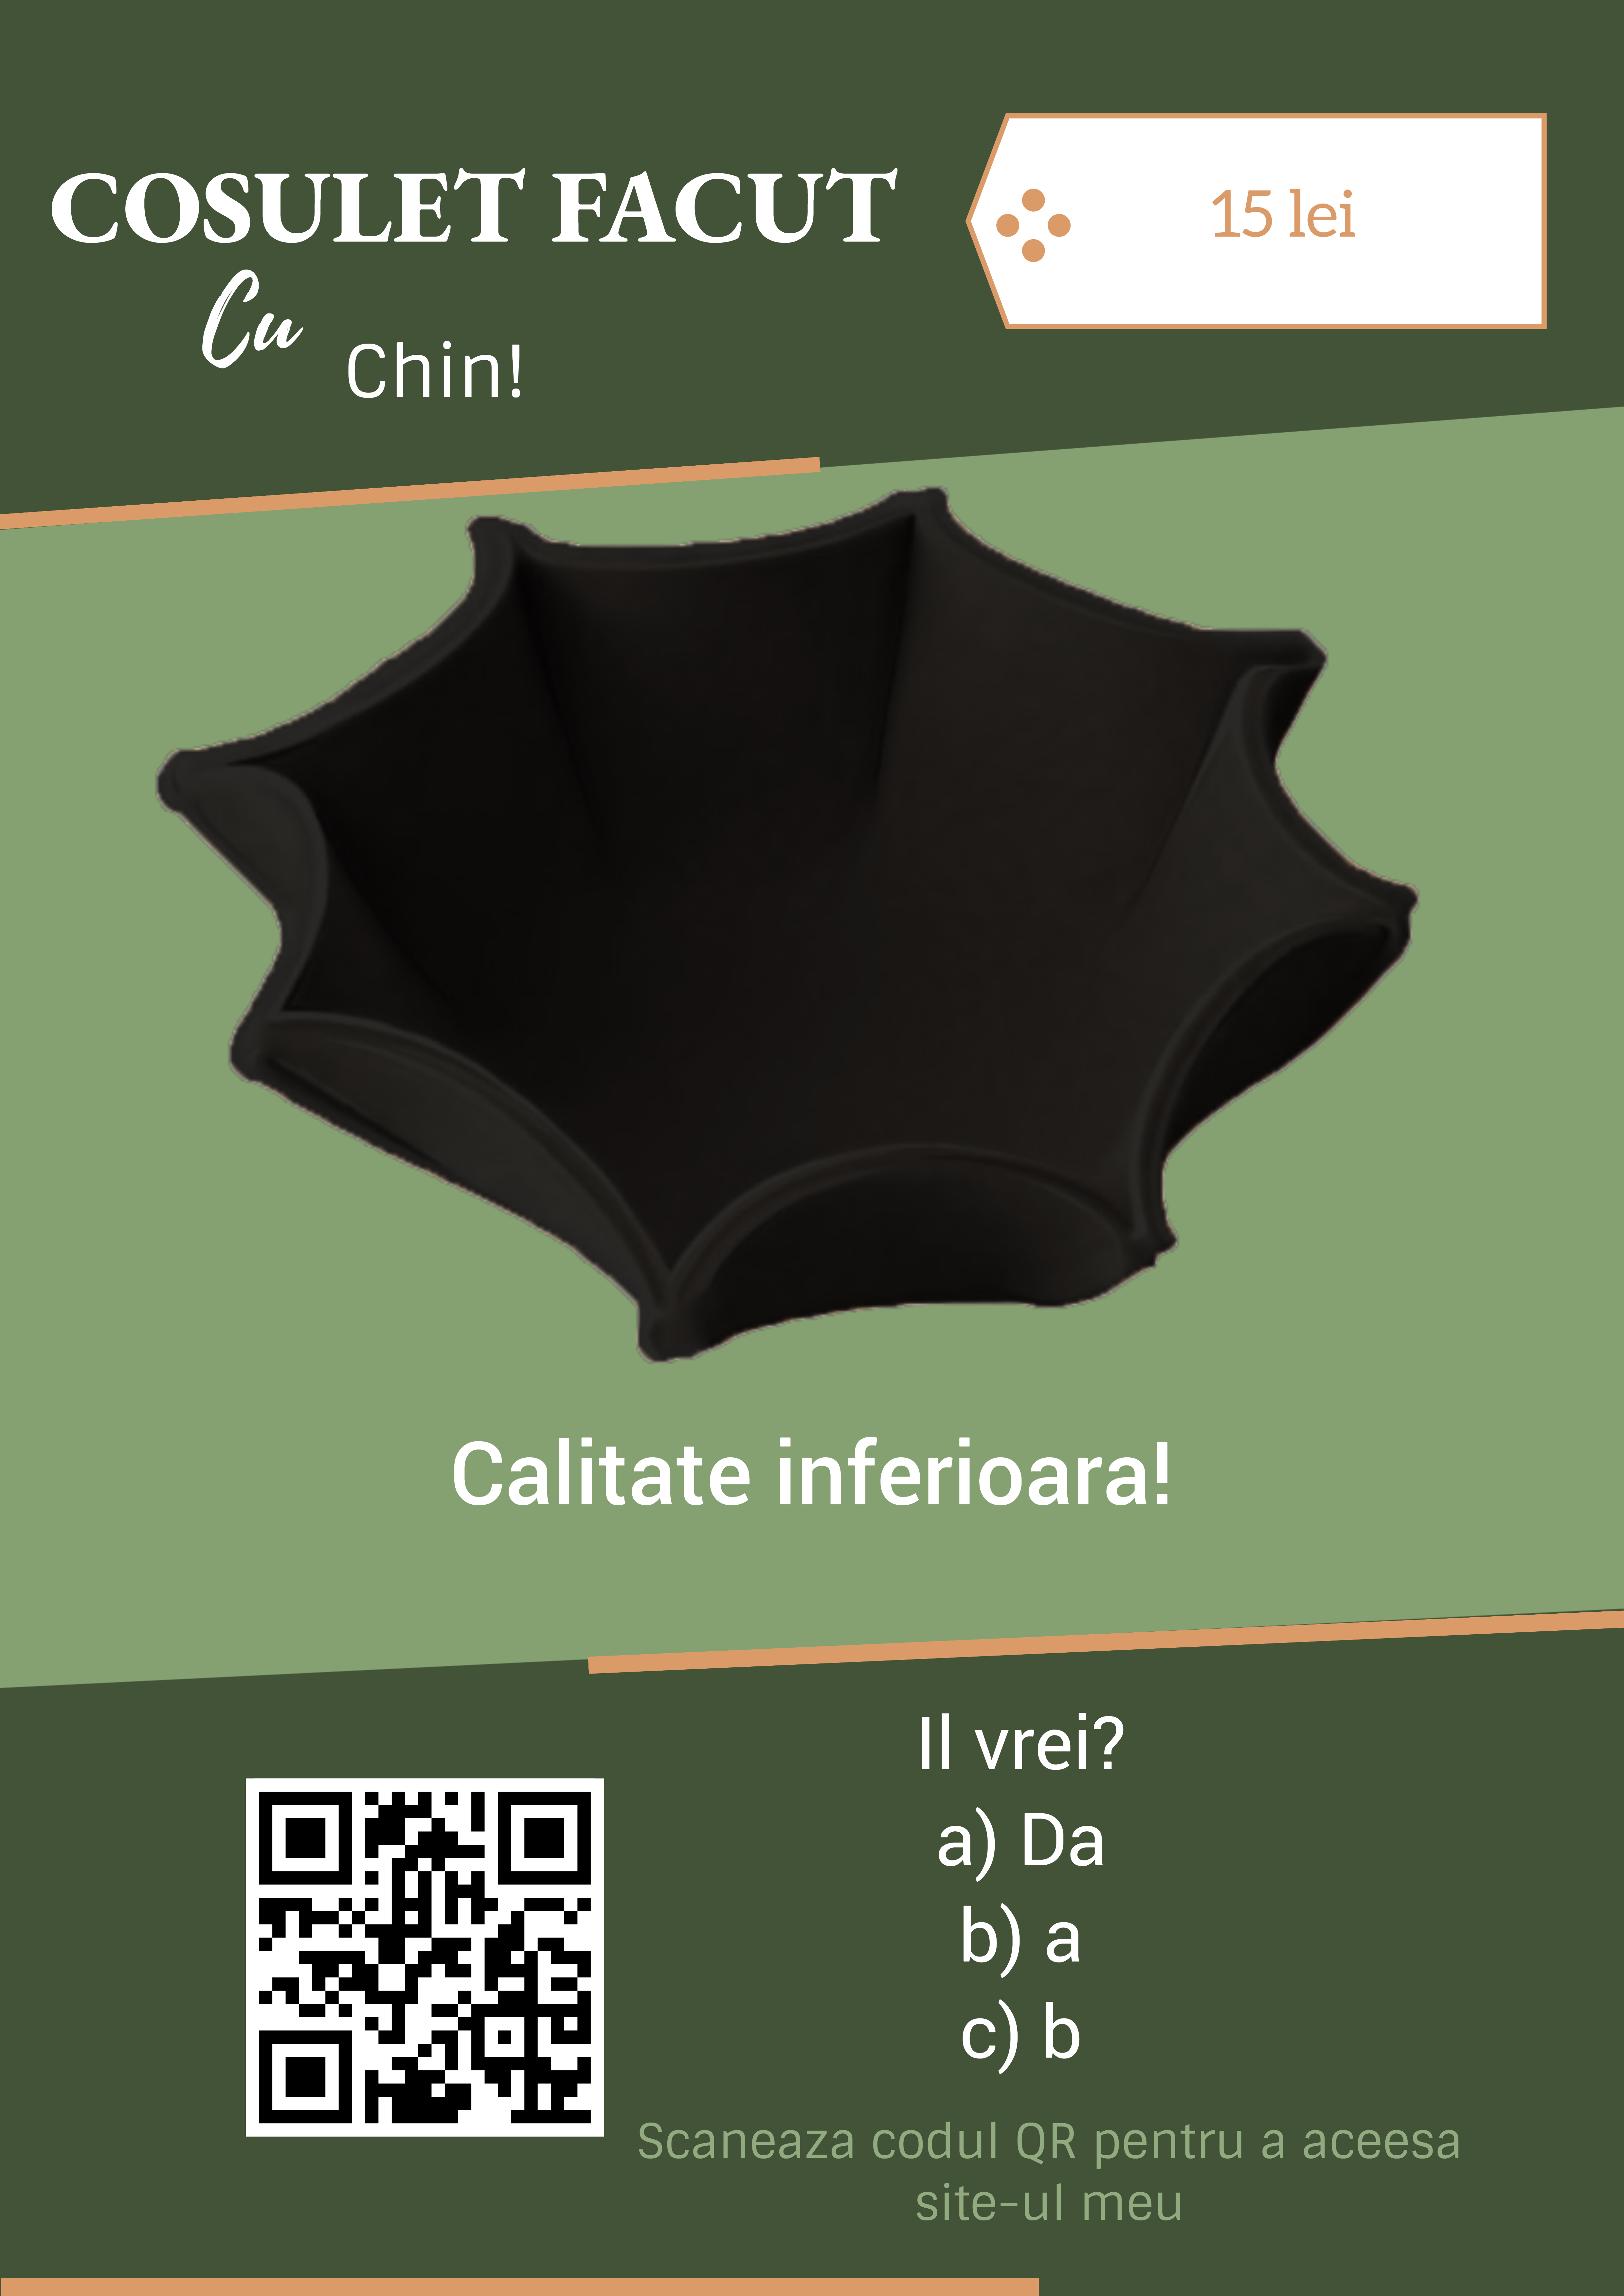 COSULET FACUT
Cu
Chin!
15 lei
Calitate inferioara!
Il vrei?
a) Da
b) a
c) b
Scaneaza codul QR pentru a aceesa
site-ul meu